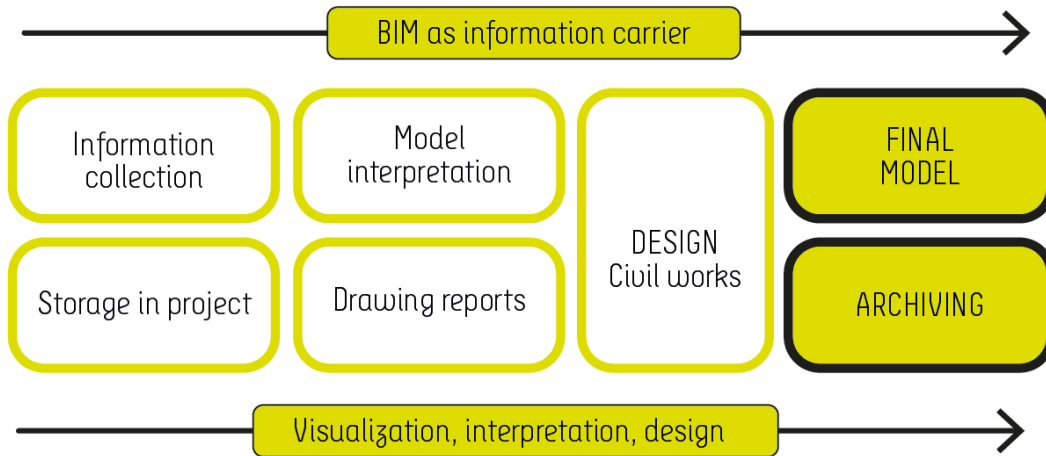 BIM as information carrier
Information
collection
Model
interpretation
FINAL
MODEL
Storage in project
Drawing reports
DESIGN
Civil works
ARCHIVING
Visualization, interpretation, design